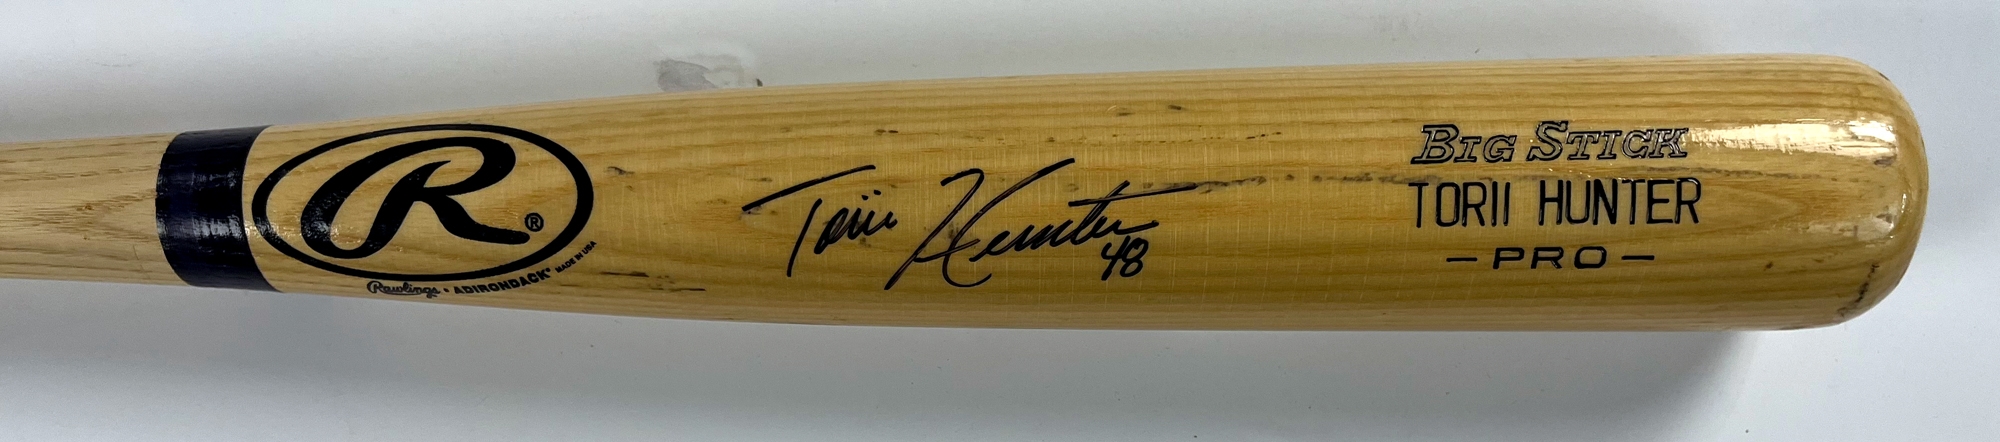 R®
Rawlings • ADIRONDACK® MADE IN USA
Torii Hunter
48
BIG STICK
TORII HUNTER
– PRO –